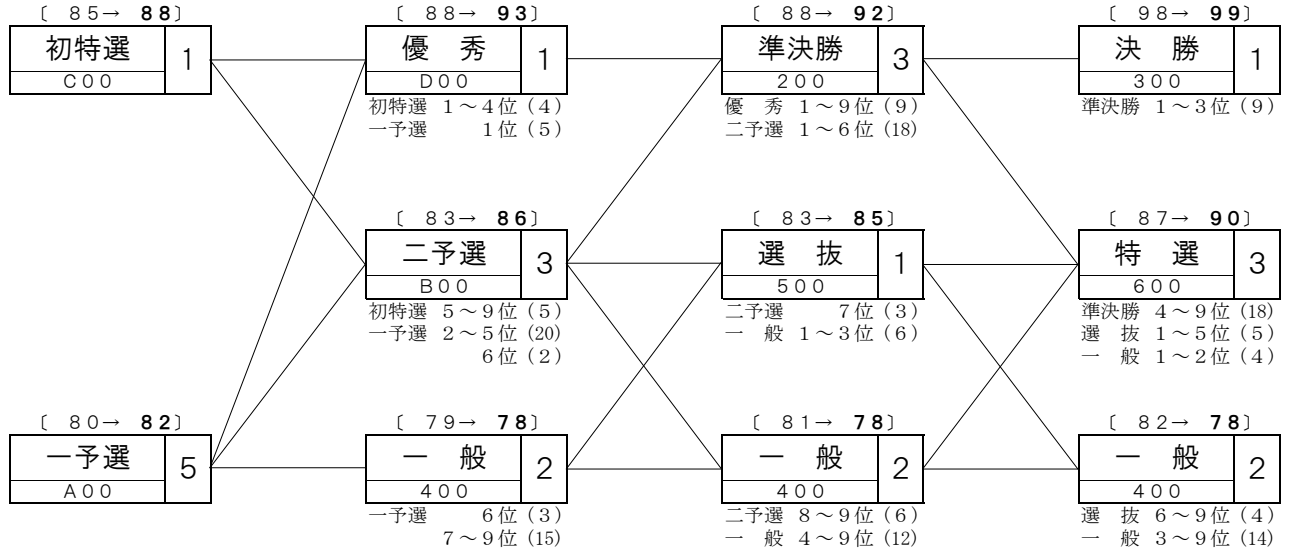 〔 85→ 88〕
初特選 1
C00
〔 88→ 93〕
優 秀 1
D00
初特選 1～4位(4)
一予選 1位(5)
〔 88→ 92〕
準決勝 3
200
優 秀 1～9位(9)
二予選 1～6位(18)
〔 98→ 99〕
決 勝 1
300
準決勝 1～3位(9)
〔 83→ 86〕
二予選 3
B00
初特選 5～9位(5)
一予選 2～5位(20)
6位(2)
〔 83→ 85〕
選 抜 1
500
二予選 7位(3)
一 般 1～3位(6)
〔 87→ 90〕
特 選 3
600
準決勝 4～9位(18)
選 抜 1～5位(5)
一 般 1～2位(4)
〔 80→ 82〕
一予選 5
A00
〔 79→ 78〕
一 般 2
400
一予選 6位(3)
7～9位(15)
〔 81→ 78〕
一 般 2
400
二予選 8～9位(6)
一 般 4～9位(12)
〔 82→ 78〕
一 般 2
400
選 抜 6～9位(4)
一 般 3～9位(14)